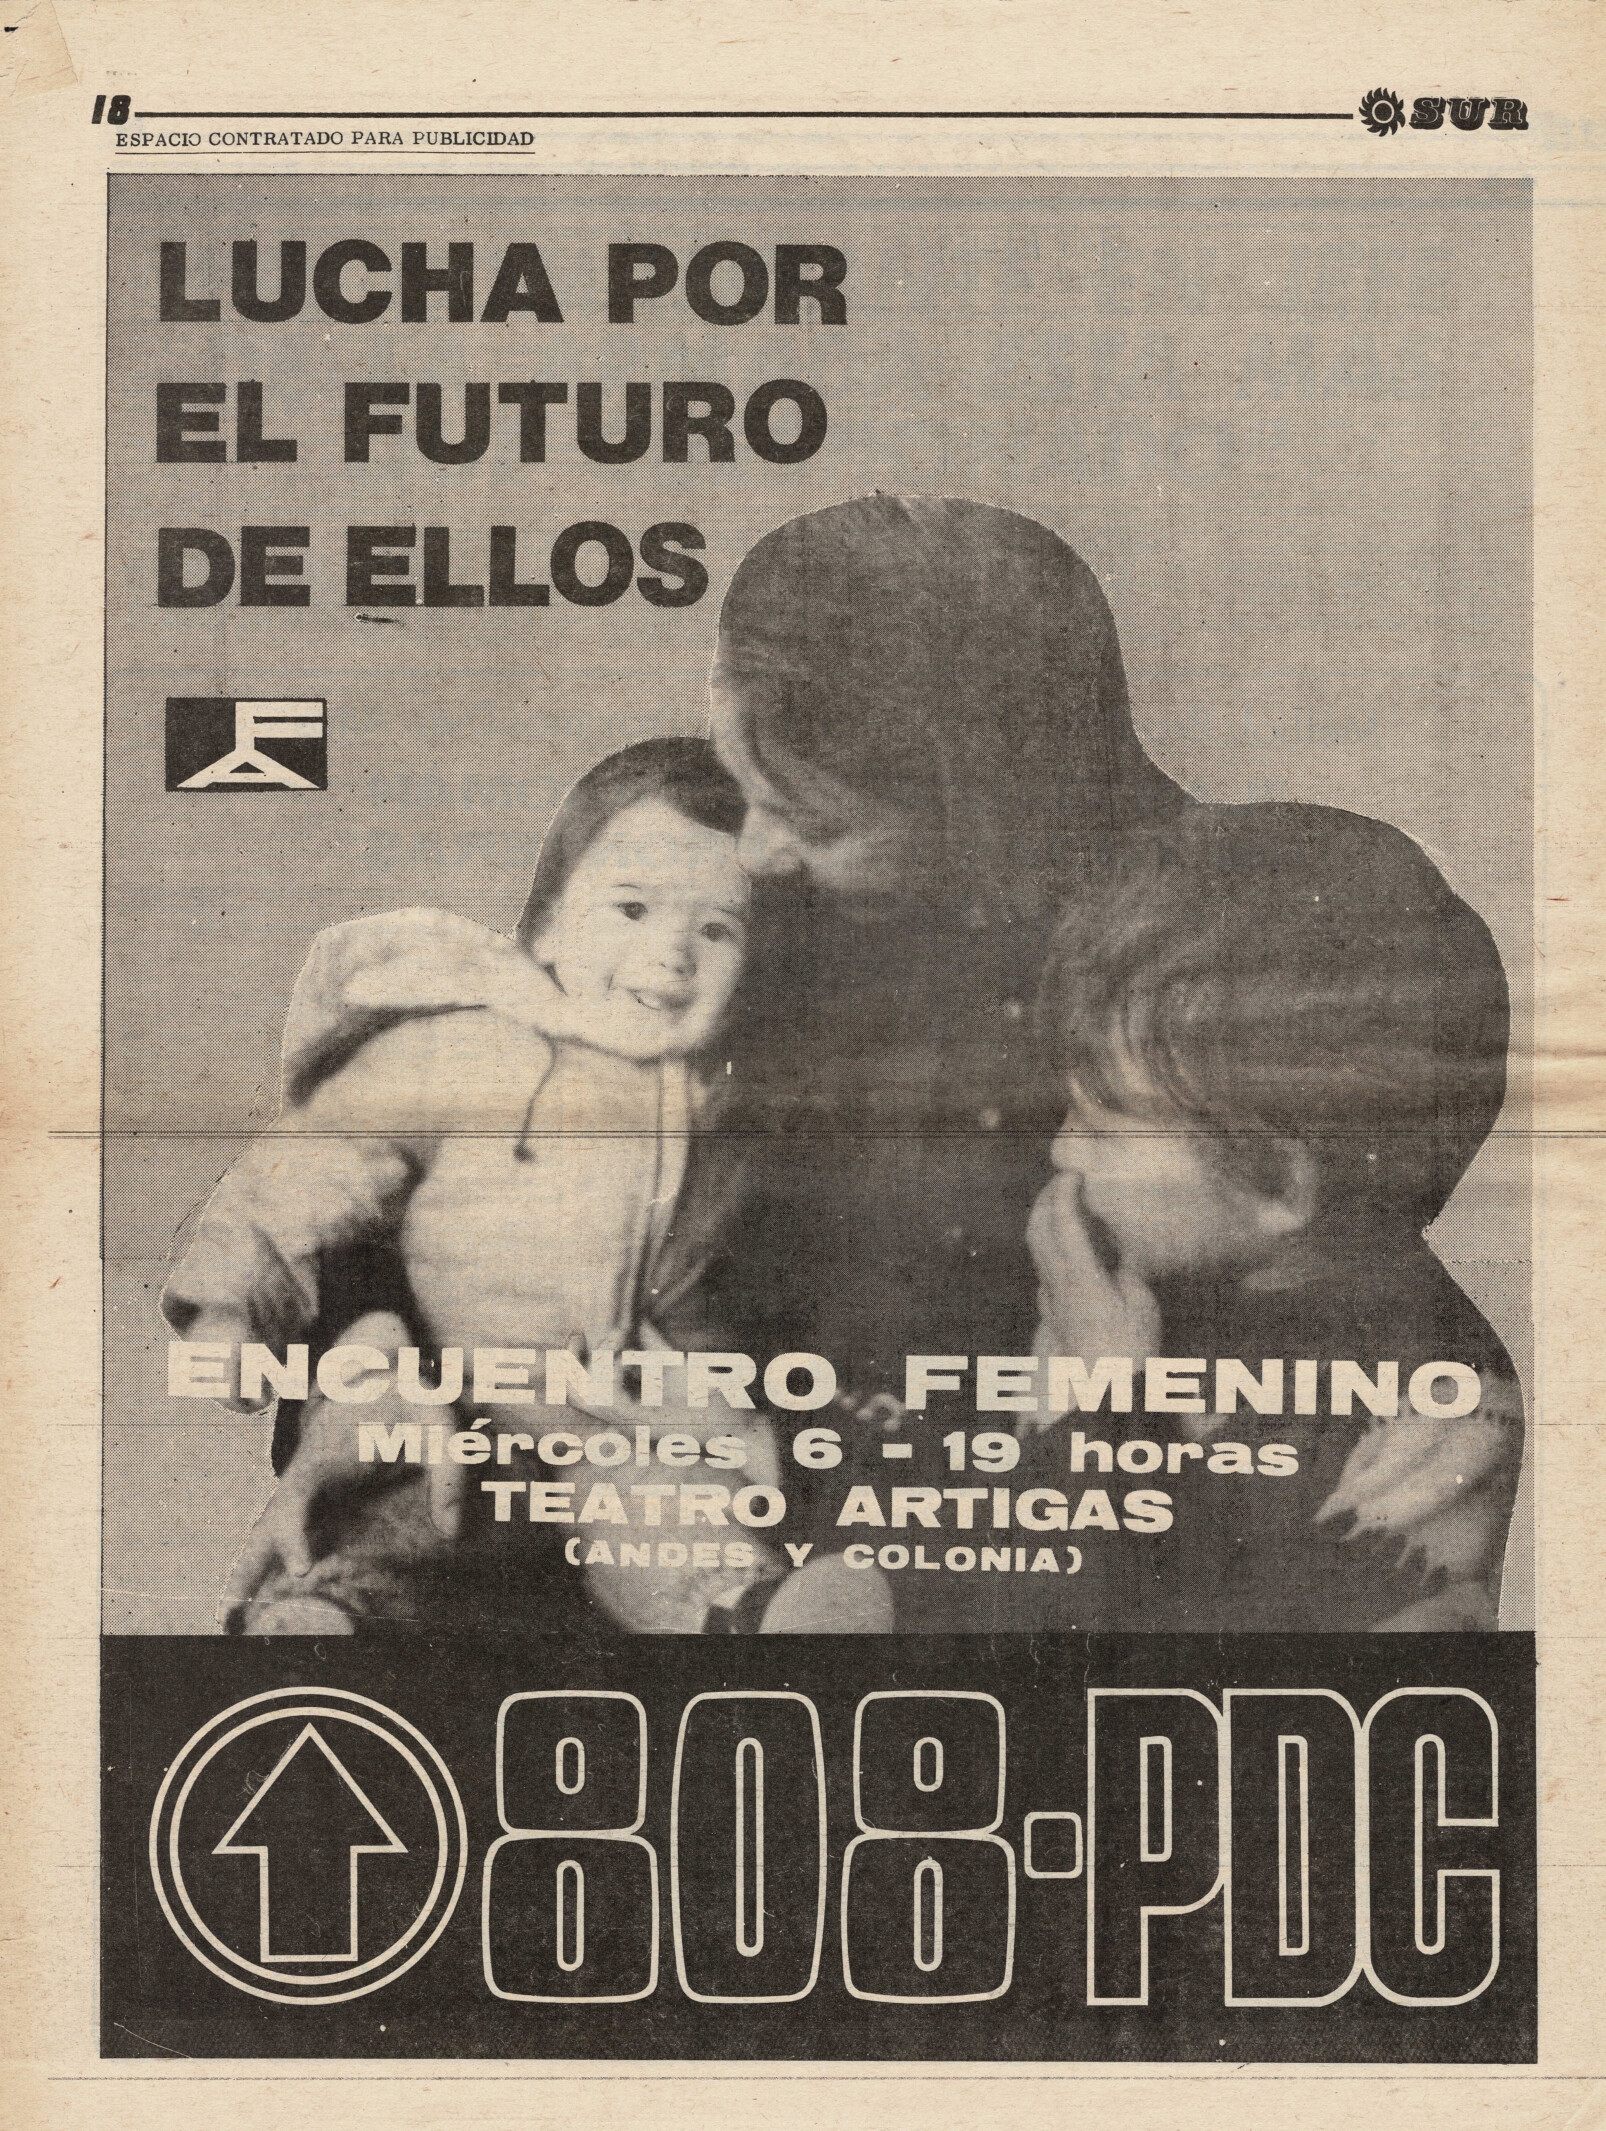 18
SUR
ESPACIO CONTRATADO PARA PUBLICIDAD
LUCHA POR
EL FUTURO
DE ELLOS
FA
ENCUENTRO FEMENINO
Miércoles 6 - 19 horas
TEATRO ARTIGAS
(ANDES Y COLONIA)
808·PDC